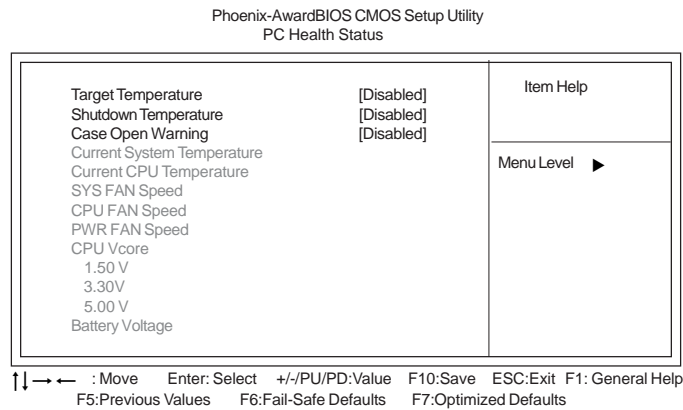 Phoenix-AwardBIOS CMOS Setup Utility
PC Health Status
Target Temperature [Disabled]
Shutdown Temperature [Disabled]
Case Open Warning [Disabled]
Current System Temperature
Current CPU Temperature
SYS FAN Speed
CPU FAN Speed
PWR FAN Speed
CPU Vcore
1.50 V
3.30V
5.00 V
Battery Voltage
Item Help
Menu Level ▶
↑↓→← : Move Enter: Select +/-/PU/PD:Value F10:Save ESC:Exit F1: General Help
F5:Previous Values F6:Fail-Safe Defaults F7:Optimized Defaults